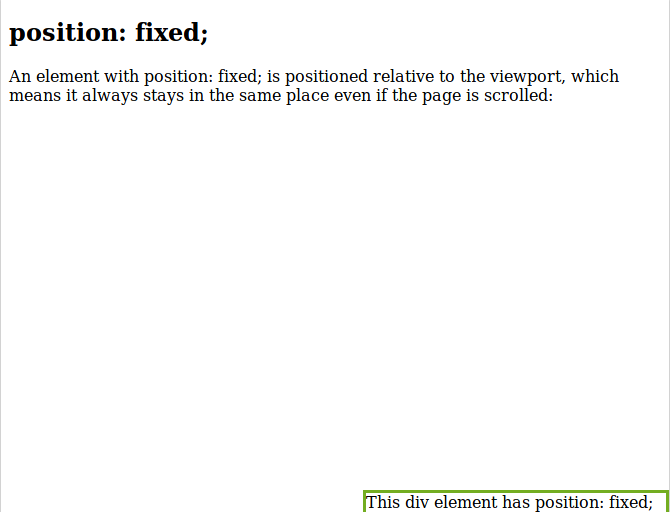 position: fixed;
An element with position: fixed; is positioned relative to the viewport, which
means it always stays in the same place even if the page is scrolled:
This div element has position: fixed;